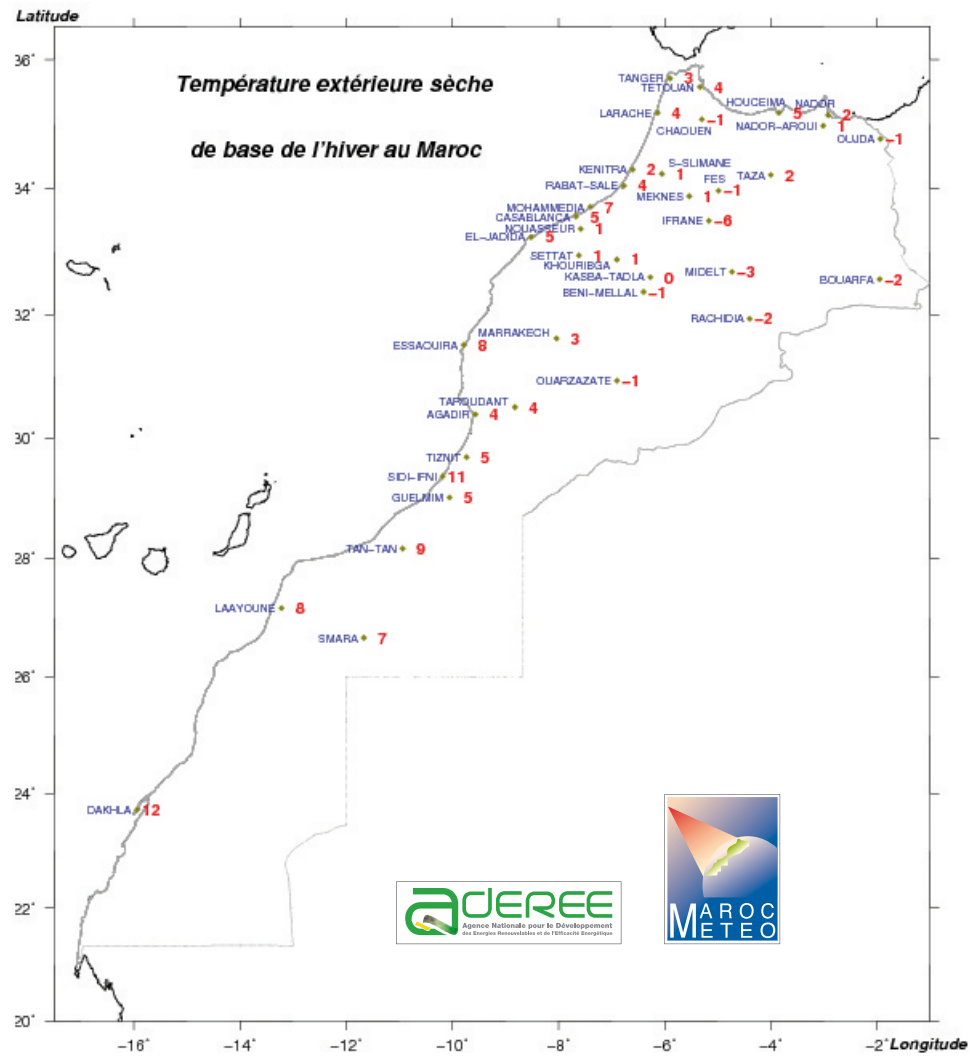 Latitude
36°
Température extérieure sèche
de base de l'hiver au Maroc
TANGER 3
TETOUAN 4
HOUCEIMA 5
NADOR 2
LARACHE 4
CHAOUEN -1
NADOR-AROUI 1
OUJDA -1
34°
KENITRA 2
S-SLIMANE 1
FES -1
TAZA 2
RABAT-SALE 4
MEKNES 1
MOHAMMEDIA 7
CASABLANCA 5
NOUASSEUR 1
IFRANE -6
EL-JADIDA 5
SETTAT 1
KHOURIBGA 1
KASBA-TADLA 0
MIDELT -3
BOUARFA -2
BENI-MELLAL -1
32°
RACHIDIA -2
MARRAKECH 3
ESSAOUIRA 8
OUARZAZATE -1
TAROUDANT 4
AGADIR 4
30°
TIZNIT 5
SIDI-IFNI 11
GUELMIM 5
28°
TAN-TAN 9
LAAYOUNE 8
SMARA 7
26°
24°
DAKHLA 12
22°
20°
aDEREE
Agence Nationale pour le Développement
des Energies Renouvelables et de l'Efficacité Energétique
MAROC
METEO
-16° -14° -12° -10° -8° -6° -4° -2° Longitude